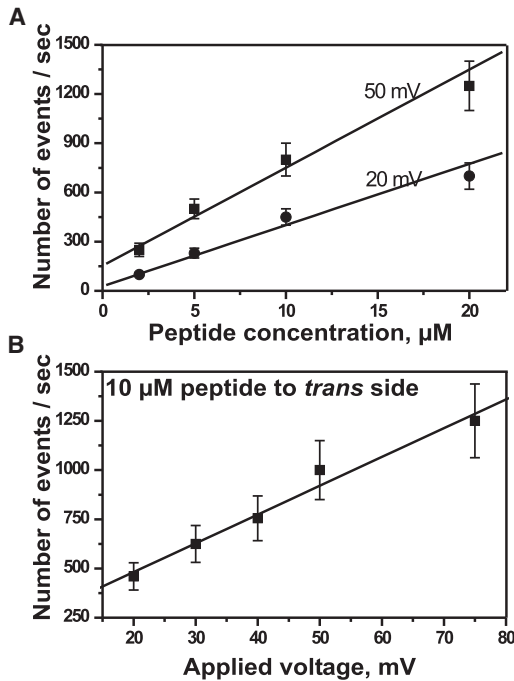 A
1500
1200
900
600
300
0
Number of events / sec
50 mV
20 mV
0 5 10 15 20
Peptide concentration, μM
B
1500
1250
1000
750
500
250
Number of events / sec
10 μM peptide to trans side
20 30 40 50 60 70 80
Applied voltage, mV